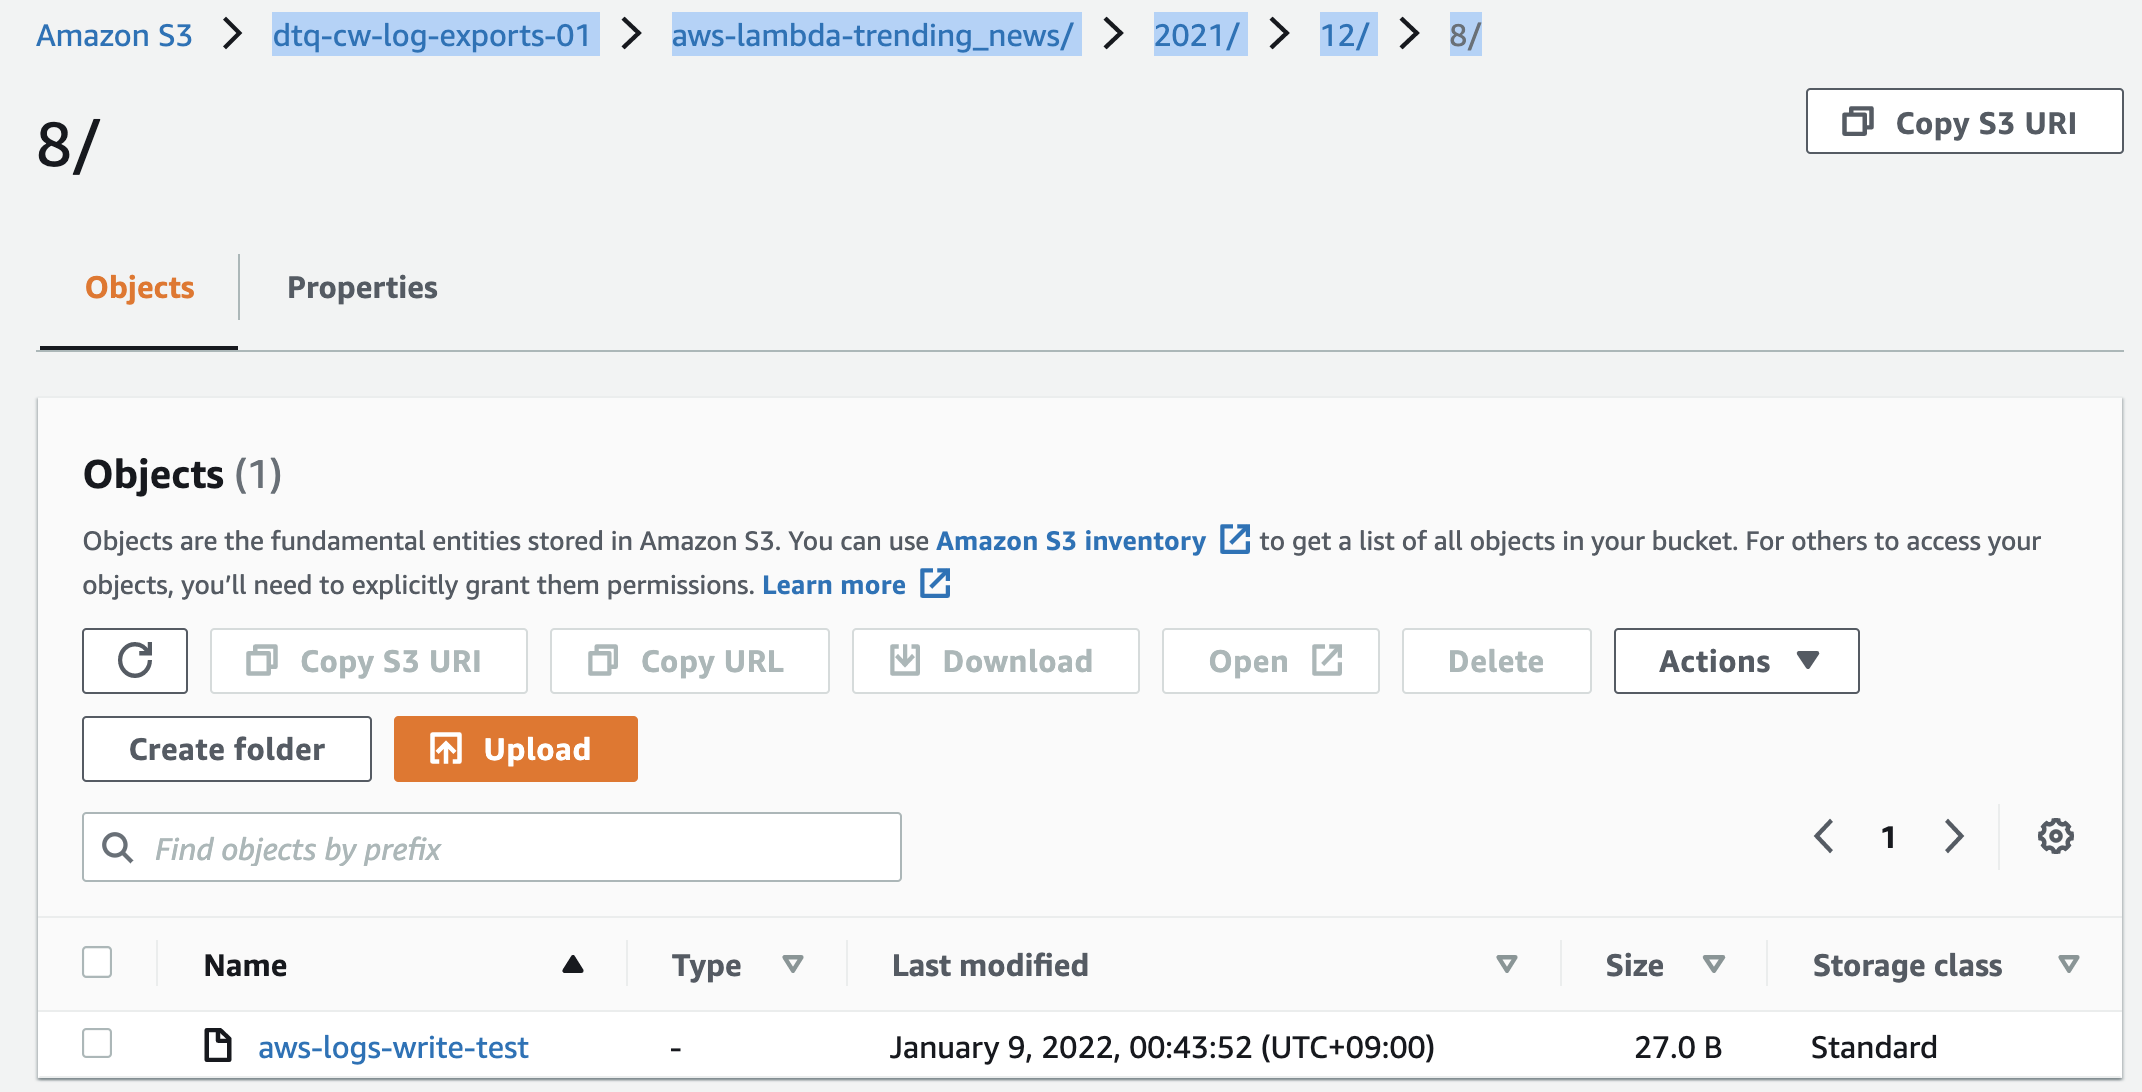 Amazon S3 > dtq-cw-log-exports-01 > aws-lambda-trending_news/ > 2021/ > 12/ > 8/
8/
Copy S3 URI
Objects Properties
Objects (1)
Objects are the fundamental entities stored in Amazon S3. You can use Amazon S3 inventory to get a list of all objects in your bucket. For others to access your
objects, you’ll need to explicitly grant them permissions. Learn more
Copy S3 URI Copy URL Download Open Delete Actions
Create folder Upload
Find objects by prefix
1
Name Type Last modified Size Storage class
aws-logs-write-test - January 9, 2022, 00:43:52 (UTC+09:00) 27.0 B Standard